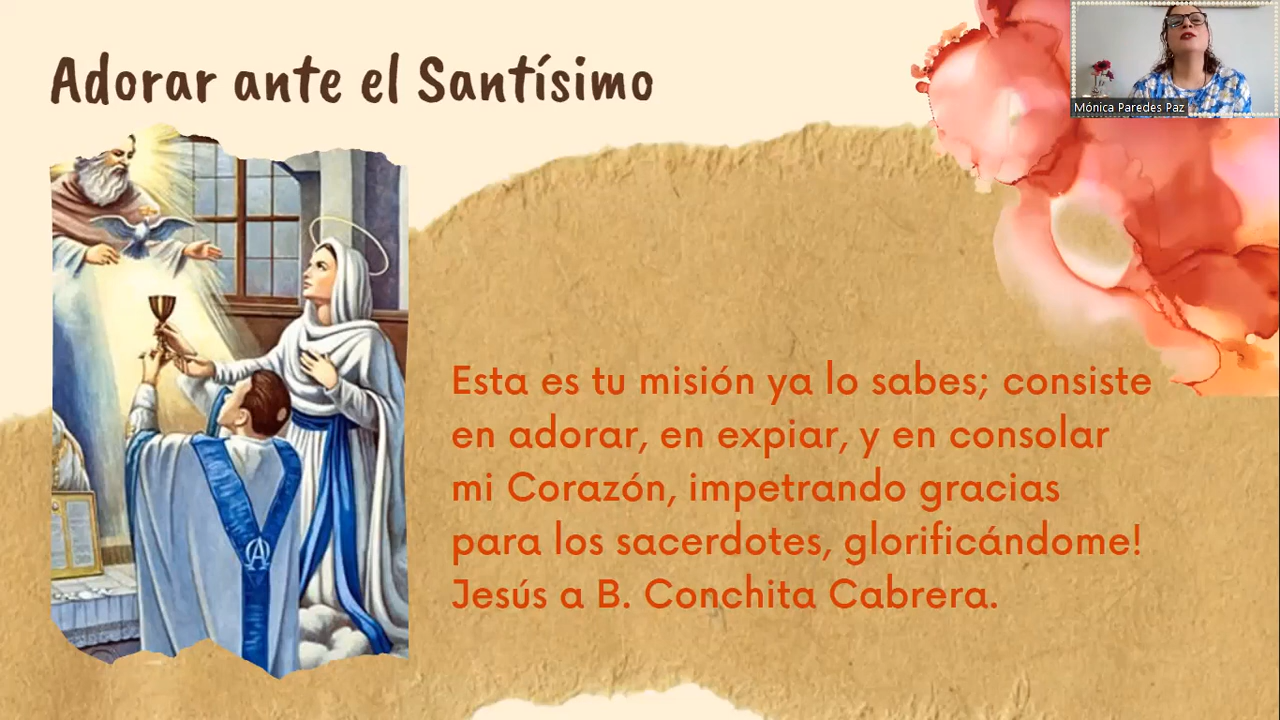 Adorar ante el Santísimo
Mónica Paredes Paz
Esta es tu misión ya lo sabes; consiste
en adorar, en expiar, y en consolar
mi Corazón, impetrando gracias
para los sacerdotes, glorificándome!
Jesús a B. Conchita Cabrera.